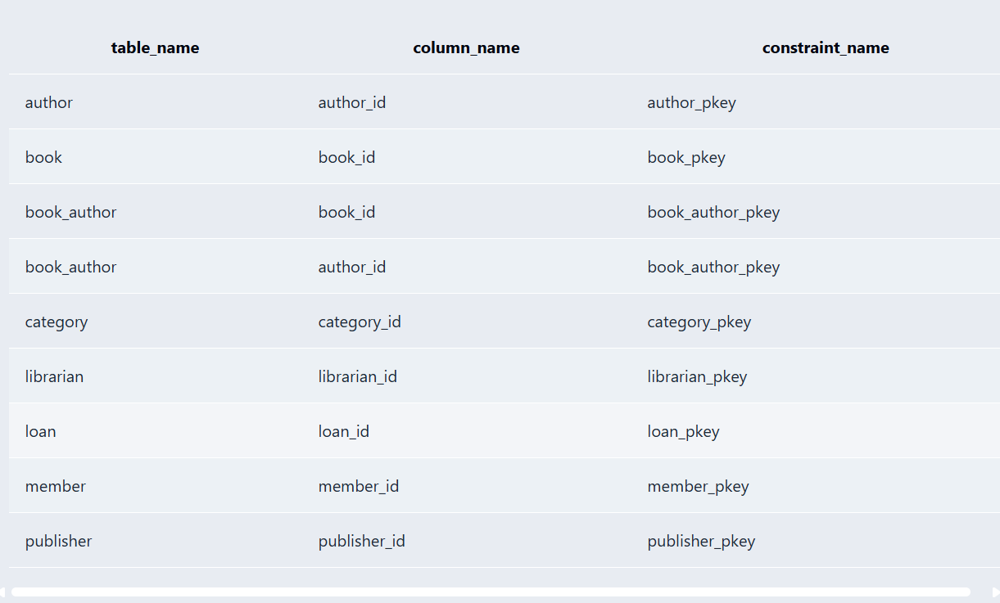 table_name column_name constraint_name
author author_id author_pkey
book book_id book_pkey
book_author book_id book_author_pkey
book_author author_id book_author_pkey
category category_id category_pkey
librarian librarian_id librarian_pkey
loan loan_id loan_pkey
member member_id member_pkey
publisher publisher_id publisher_pkey